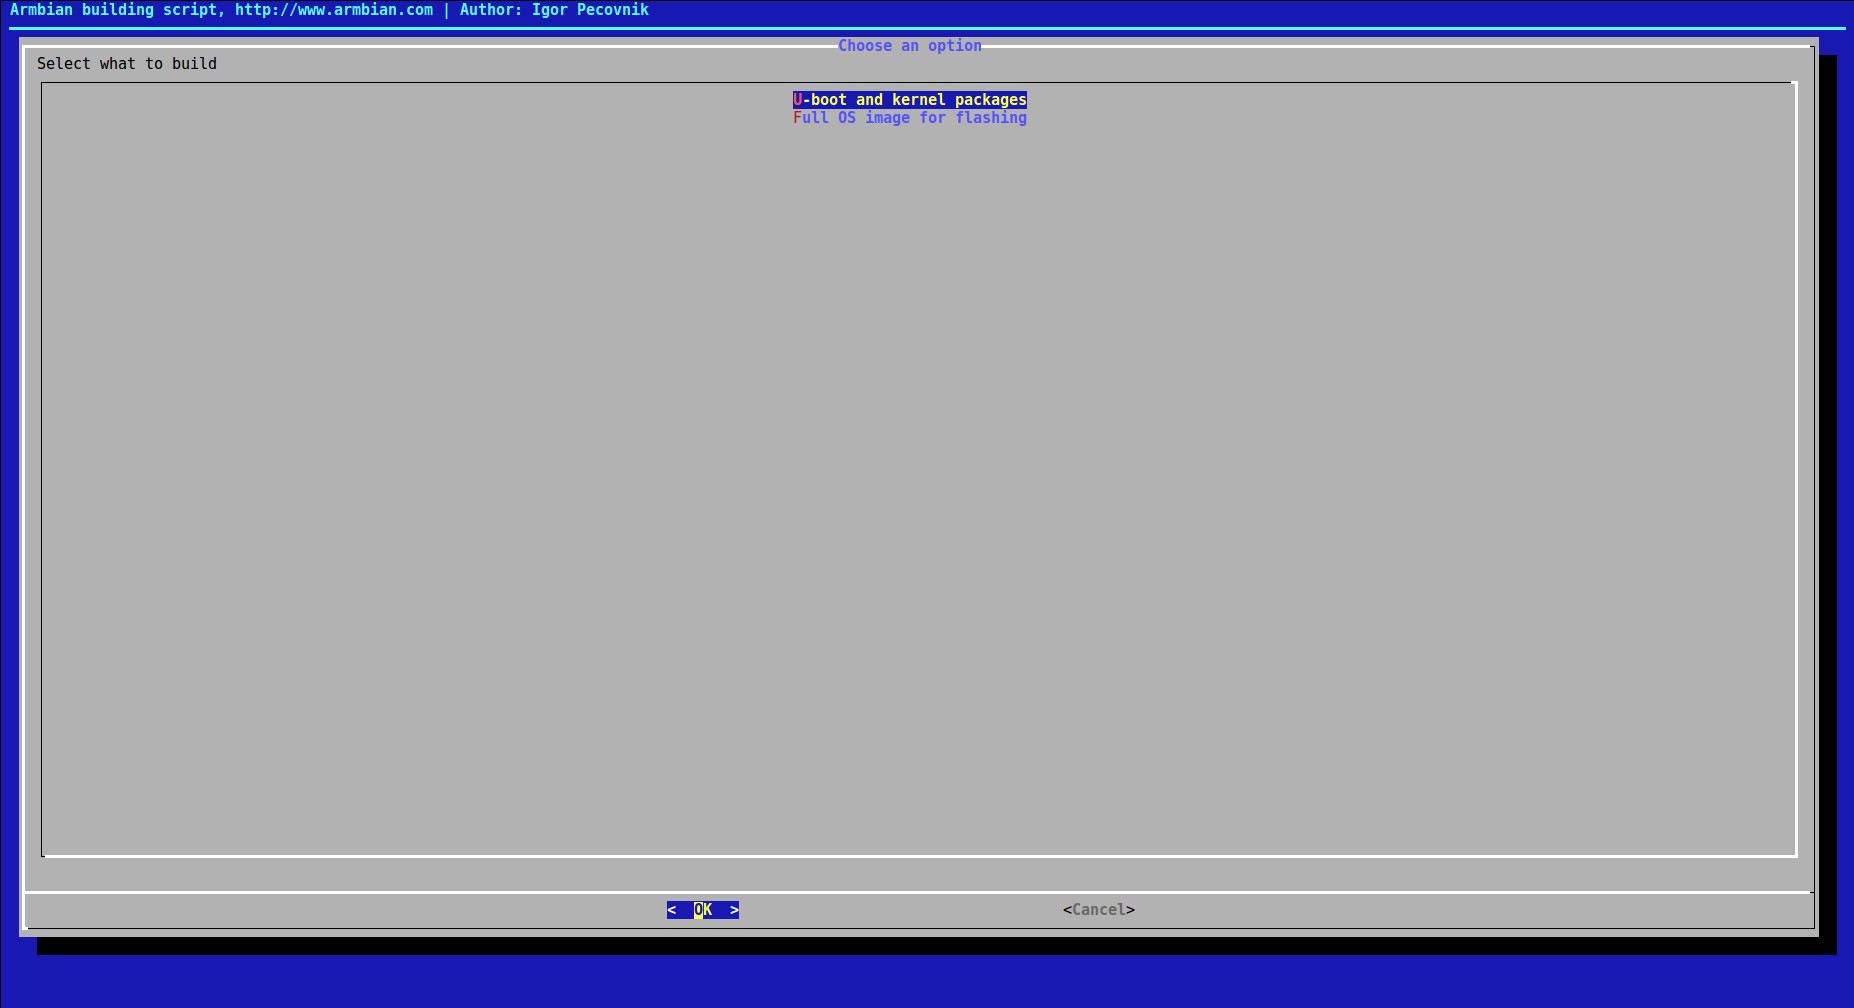 Armbian building script, http://www.armbian.com | Author: Igor Pecovnik
Choose an option
Select what to build
U-boot and kernel packages
Full OS image for flashing
<  OK  > <Cancel>